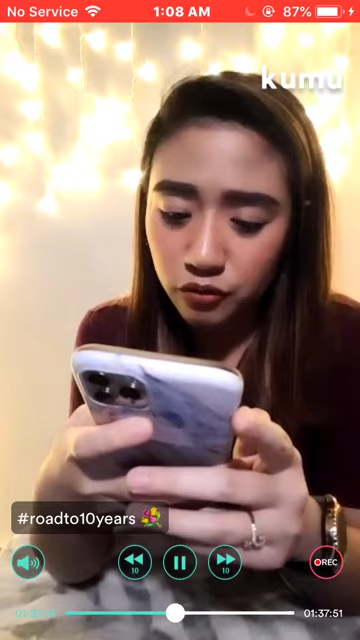 No Service 1:08 AM 87%
kumu
#roadto10years 💐
10 10 REC
01:37:51